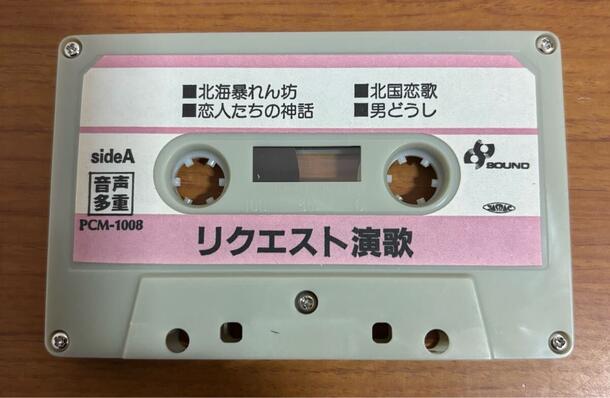 ■北海暴れん坊 ■北国恋歌
■恋人たちの神話 ■男どうし
sideA
音声
多重
PCM-1008
SOUND
JASRAC
リクエスト演歌